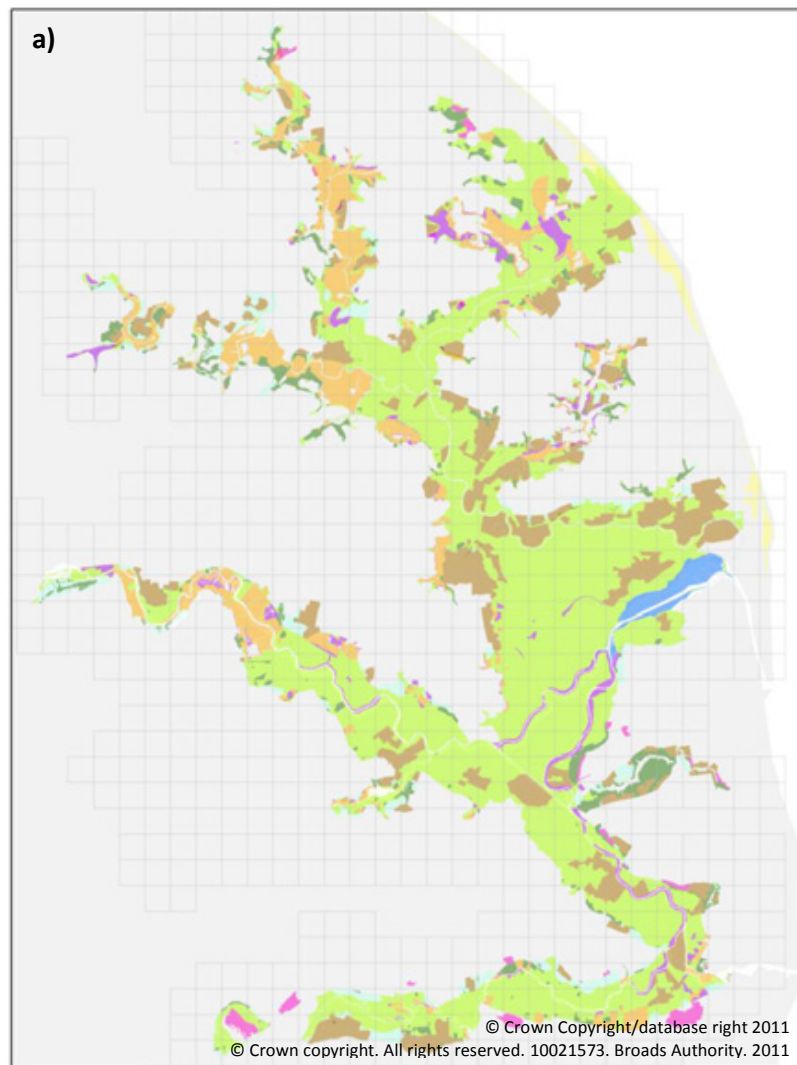 a)
© Crown Copyright/database right 2011
© Crown copyright. All rights reserved. 10021573. Broads Authority. 2011